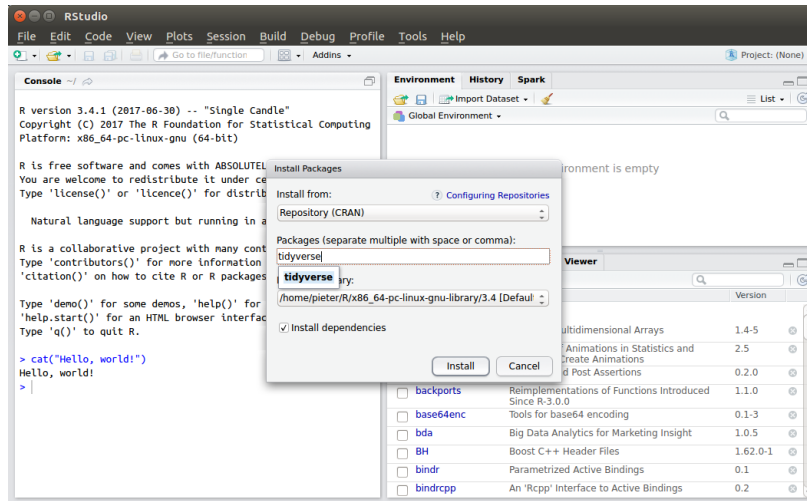 RStudio
File Edit Code View Plots Session Build Debug Profile Tools Help
Go to file/function Addins Project: (None)
Console ~/
R version 3.4.1 (2017-06-30) -- "Single Candle"
Copyright (C) 2017 The R Foundation for Statistical Computing
Platform: x86_64-pc-linux-gnu (64-bit)
R is free software and comes with ABSOLUTEL
You are welcome to redistribute it under ce
Type 'license()' or 'licence()' for distrib
Natural language support but running in a
R is a collaborative project with many cont
Type 'contributors()' for more information
'citation()' on how to cite R or R packages
Type 'demo()' for some demos, 'help()' for
'help.start()' for an HTML browser interfac
Type 'q()' to quit R.
> cat("Hello, world!")
Hello, world!
>
Install Packages
Install from:
? Configuring Repositories
Repository (CRAN)
Packages (separate multiple with space or comma):
tidyverse
tidyverse
ary:
/home/pieter/R/x86_64-pc-linux-gnu-library/3.4 [Defaul
Install dependencies
Install Cancel
Environment History Spark
Import Dataset List
Global Environment
ironment is empty
Viewer
Version
ultidimensional Arrays 1.4-5
Animations in Statistics and 2.5
Create Animations
d Post Assertions 0.2.0
backports Reimplementations of Functions Introduced 1.1.0
Since R-3.0.0
base64enc Tools for base64 encoding 0.1-3
bda Big Data Analytics for Marketing Insight 1.0.5
BH Boost C++ Header Files 1.62.0-1
bindr Parametrized Active Bindings 0.1
bindrcpp An 'Rcpp' Interface to Active Bindings 0.2